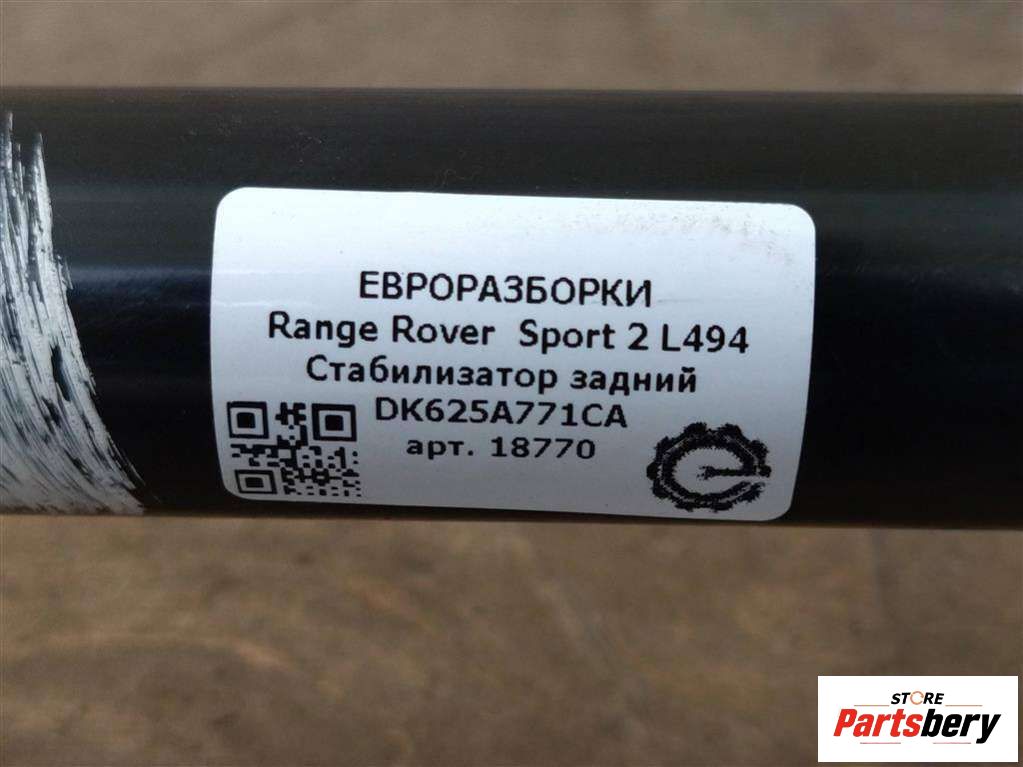 ЕВРОРАЗБОРКИ
Range Rover Sport 2 L494
Стабилизатор задний
DK625A771CA
арт. 18770
STORE
Partsbery